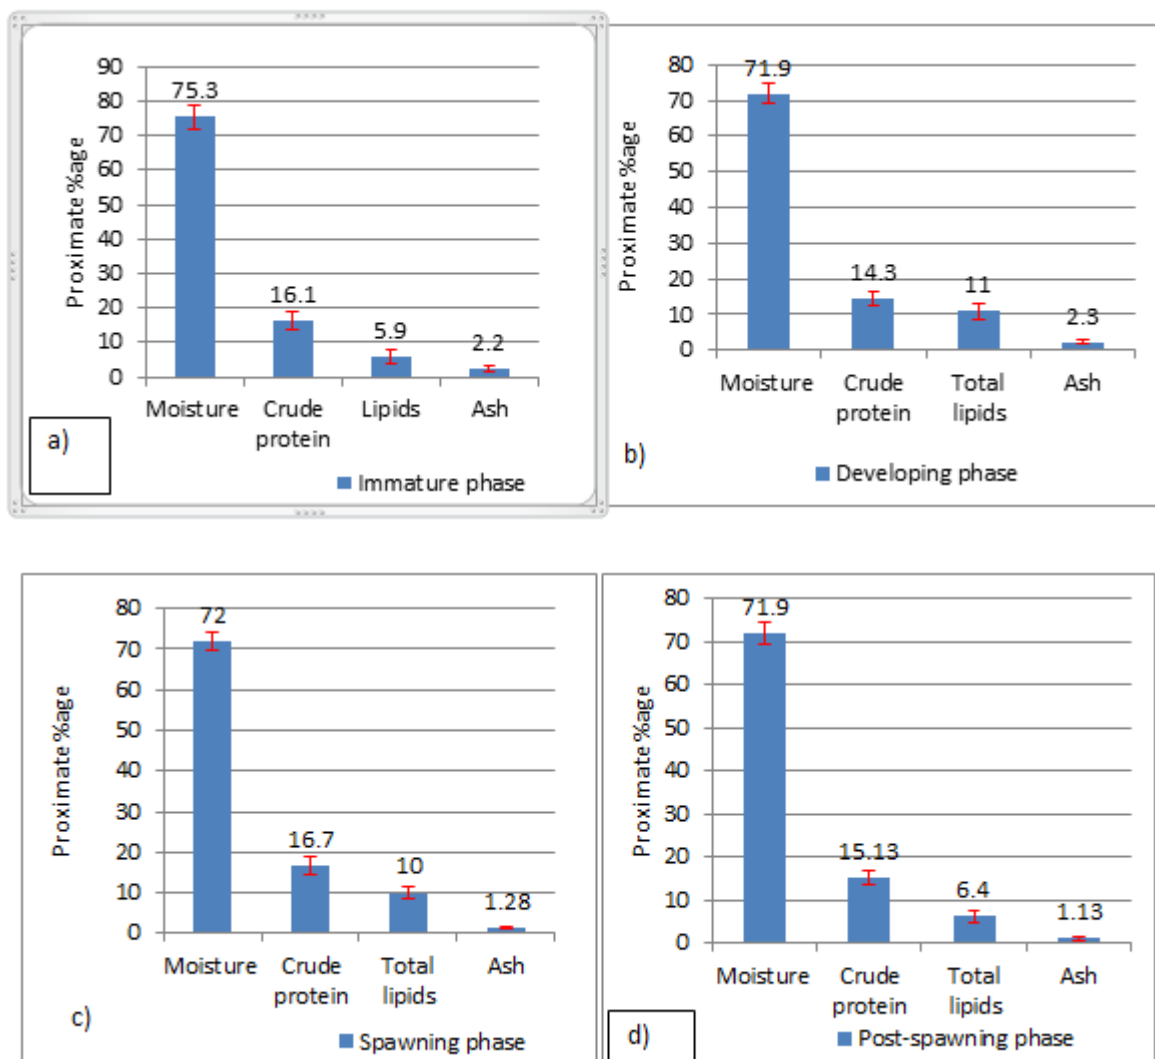 Proximate %age
90
80
70
60
50
40
30
20
10
0
75.3
16.1
5.9
2.2
Moisture
Crude protein
Lipids
Ash
a)
Immature phase
Proximate %age
80
70
60
50
40
30
20
10
0
71.9
14.3
11
2.3
Moisture
Crude protein
Total lipids
Ash
b)
Developing phase
Proximate %age
80
70
60
50
40
30
20
10
0
72
16.7
10
1.28
Moisture
Crude protein
Total lipids
Ash
c)
Spawning phase
Proximate %age
80
70
60
50
40
30
20
10
0
71.9
15.13
6.4
1.13
Moisture
Crude protein
Total lipids
Ash
d)
Post-spawning phase